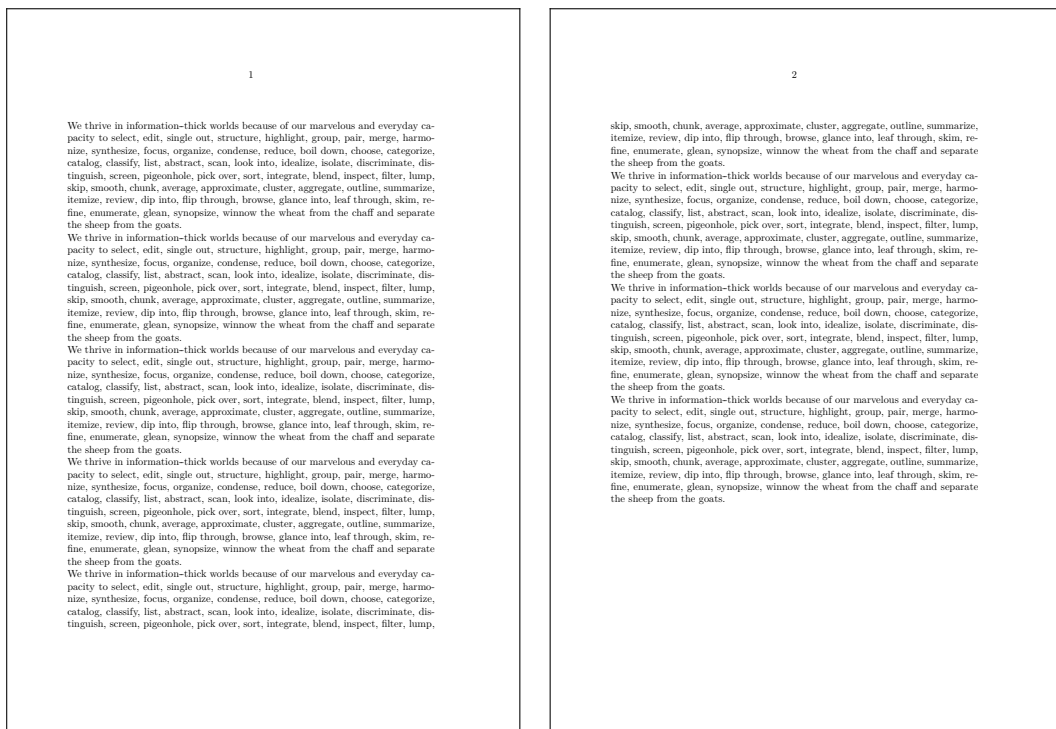 1
We thrive in information--thick worlds because of our marvelous and everyday ca-
pacity to select, edit, single out, structure, highlight, group, pair, merge, harmo-
nize, synthesize, focus, organize, condense, reduce, boil down, choose, categorize,
catalog, classify, list, abstract, scan, look into, idealize, isolate, discriminate, dis-
tinguish, screen, pigeonhole, pick over, sort, integrate, blend, inspect, filter, lump,
skip, smooth, chunk, average, approximate, cluster, aggregate, outline, summarize,
itemize, review, dip into, flip through, browse, glance into, leaf through, skim, re-
fine, enumerate, glean, synopsize, winnow the wheat from the chaff and separate
the sheep from the goats.
We thrive in information--thick worlds because of our marvelous and everyday ca-
pacity to select, edit, single out, structure, highlight, group, pair, merge, harmo-
nize, synthesize, focus, organize, condense, reduce, boil down, choose, categorize,
catalog, classify, list, abstract, scan, look into, idealize, isolate, discriminate, dis-
tinguish, screen, pigeonhole, pick over, sort, integrate, blend, inspect, filter, lump,
skip, smooth, chunk, average, approximate, cluster, aggregate, outline, summarize,
itemize, review, dip into, flip through, browse, glance into, leaf through, skim, re-
fine, enumerate, glean, synopsize, winnow the wheat from the chaff and separate
the sheep from the goats.
We thrive in information--thick worlds because of our marvelous and everyday ca-
pacity to select, edit, single out, structure, highlight, group, pair, merge, harmo-
nize, synthesize, focus, organize, condense, reduce, boil down, choose, categorize,
catalog, classify, list, abstract, scan, look into, idealize, isolate, discriminate, dis-
tinguish, screen, pigeonhole, pick over, sort, integrate, blend, inspect, filter, lump,
skip, smooth, chunk, average, approximate, cluster, aggregate, outline, summarize,
itemize, review, dip into, flip through, browse, glance into, leaf through, skim, re-
fine, enumerate, glean, synopsize, winnow the wheat from the chaff and separate
the sheep from the goats.
We thrive in information--thick worlds because of our marvelous and everyday ca-
pacity to select, edit, single out, structure, highlight, group, pair, merge, harmo-
nize, synthesize, focus, organize, condense, reduce, boil down, choose, categorize,
catalog, classify, list, abstract, scan, look into, idealize, isolate, discriminate, dis-
tinguish, screen, pigeonhole, pick over, sort, integrate, blend, inspect, filter, lump,
skip, smooth, chunk, average, approximate, cluster, aggregate, outline, summarize,
itemize, review, dip into, flip through, browse, glance into, leaf through, skim, re-
fine, enumerate, glean, synopsize, winnow the wheat from the chaff and separate
the sheep from the goats.
We thrive in information--thick worlds because of our marvelous and everyday ca-
pacity to select, edit, single out, structure, highlight, group, pair, merge, harmo-
nize, synthesize, focus, organize, condense, reduce, boil down, choose, categorize,
catalog, classify, list, abstract, scan, look into, idealize, isolate, discriminate, dis-
tinguish, screen, pigeonhole, pick over, sort, integrate, blend, inspect, filter, lump,
2
skip, smooth, chunk, average, approximate, cluster, aggregate, outline, summarize,
itemize, review, dip into, flip through, browse, glance into, leaf through, skim, re-
fine, enumerate, glean, synopsize, winnow the wheat from the chaff and separate
the sheep from the goats.
We thrive in information--thick worlds because of our marvelous and everyday ca-
pacity to select, edit, single out, structure, highlight, group, pair, merge, harmo-
nize, synthesize, focus, organize, condense, reduce, boil down, choose, categorize,
catalog, classify, list, abstract, scan, look into, idealize, isolate, discriminate, dis-
tinguish, screen, pigeonhole, pick over, sort, integrate, blend, inspect, filter, lump,
skip, smooth, chunk, average, approximate, cluster, aggregate, outline, summarize,
itemize, review, dip into, flip through, browse, glance into, leaf through, skim, re-
fine, enumerate, glean, synopsize, winnow the wheat from the chaff and separate
the sheep from the goats.
We thrive in information--thick worlds because of our marvelous and everyday ca-
pacity to select, edit, single out, structure, highlight, group, pair, merge, harmo-
nize, synthesize, focus, organize, condense, reduce, boil down, choose, categorize,
catalog, classify, list, abstract, scan, look into, idealize, isolate, discriminate, dis-
tinguish, screen, pigeonhole, pick over, sort, integrate, blend, inspect, filter, lump,
skip, smooth, chunk, average, approximate, cluster, aggregate, outline, summarize,
itemize, review, dip into, flip through, browse, glance into, leaf through, skim, re-
fine, enumerate, glean, synopsize, winnow the wheat from the chaff and separate
the sheep from the goats.
We thrive in information--thick worlds because of our marvelous and everyday ca-
pacity to select, edit, single out, structure, highlight, group, pair, merge, harmo-
nize, synthesize, focus, organize, condense, reduce, boil down, choose, categorize,
catalog, classify, list, abstract, scan, look into, idealize, isolate, discriminate, dis-
tinguish, screen, pigeonhole, pick over, sort, integrate, blend, inspect, filter, lump,
skip, smooth, chunk, average, approximate, cluster, aggregate, outline, summarize,
itemize, review, dip into, flip through, browse, glance into, leaf through, skim, re-
fine, enumerate, glean, synopsize, winnow the wheat from the chaff and separate
the sheep from the goats.